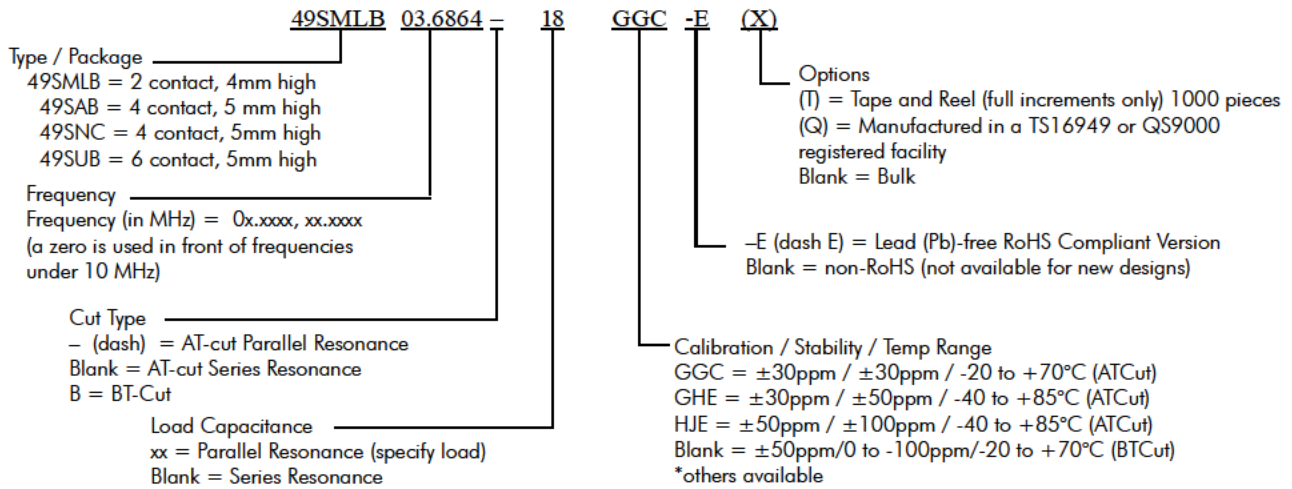 49SMLB 03.6864 – 18 GGC -E (X)
Type / Package
49SMLB = 2 contact, 4mm high
49SAB = 4 contact, 5 mm high
49SNC = 4 contact, 5mm high
49SUB = 6 contact, 5mm high
Frequency
Frequency (in MHz) = 0x.xxxx, xx.xxxx
(a zero is used in front of frequencies
under 10 MHz)
Cut Type
– (dash) = AT-cut Parallel Resonance
Blank = AT-cut Series Resonance
B = BT-Cut
Load Capacitance
xx = Parallel Resonance (specify load)
Blank = Series Resonance
Options
(T) = Tape and Reel (full increments only) 1000 pieces
(Q) = Manufactured in a TS16949 or QS9000
registered facility
Blank = Bulk
–E (dash E) = Lead (Pb)-free RoHS Compliant Version
Blank = non-RoHS (not available for new designs)
Calibration / Stability / Temp Range
GGC = ±30ppm / ±30ppm / -20 to +70°C (ATCut)
GHE = ±30ppm / ±50ppm / -40 to +85°C (ATCut)
HJE = ±50ppm / ±100ppm / -40 to +85°C (ATCut)
Blank = ±50ppm/0 to -100ppm/-20 to +70°C (BTCut)
*others available